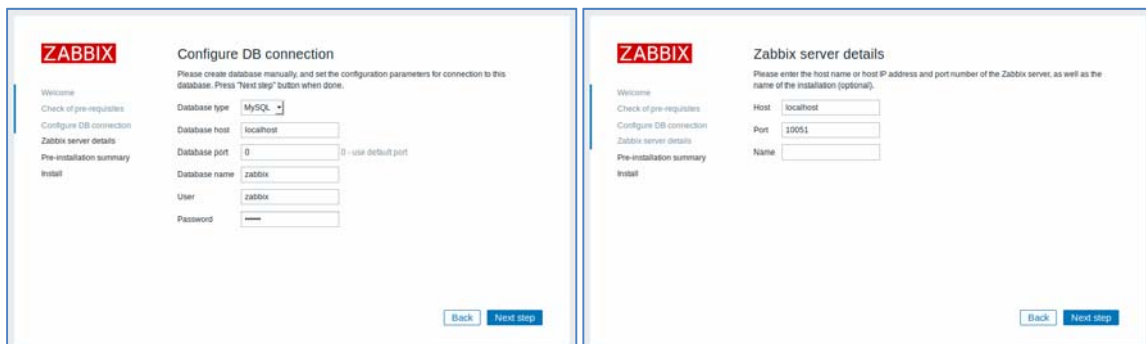 ZABBIX
Welcome
Check of pre-requisites
Configure DB connection
Zabbix server details
Pre-installation summary
Install
Configure DB connection
Please create database manually, and set the configuration parameters for connection to this
database. Press "Next step" button when done.
Database type MySQL
Database host localhost
Database port 0 0 - use default port
Database name zabbix
User zabbix
Password ••••••
Back Next step
ZABBIX
Welcome
Check of pre-requisites
Configure DB connection
Zabbix server details
Pre-installation summary
Install
Zabbix server details
Please enter the host name or host IP address and port number of the Zabbix server, as well as the
name of the installation (optional).
Host localhost
Port 10051
Name
Back Next step